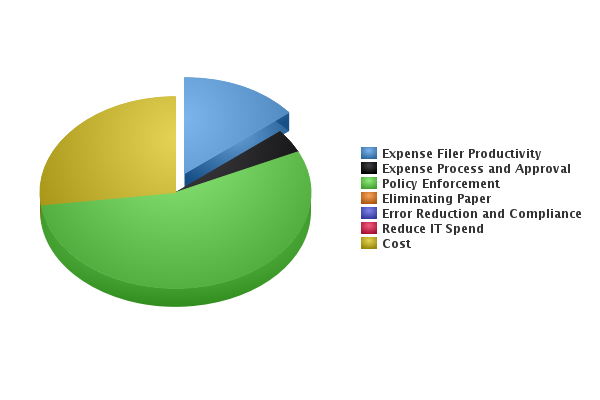 Expense Filer Productivity
Expense Process and Approval
Policy Enforcement
Eliminating Paper
Error Reduction and Compliance
Reduce IT Spend
Cost